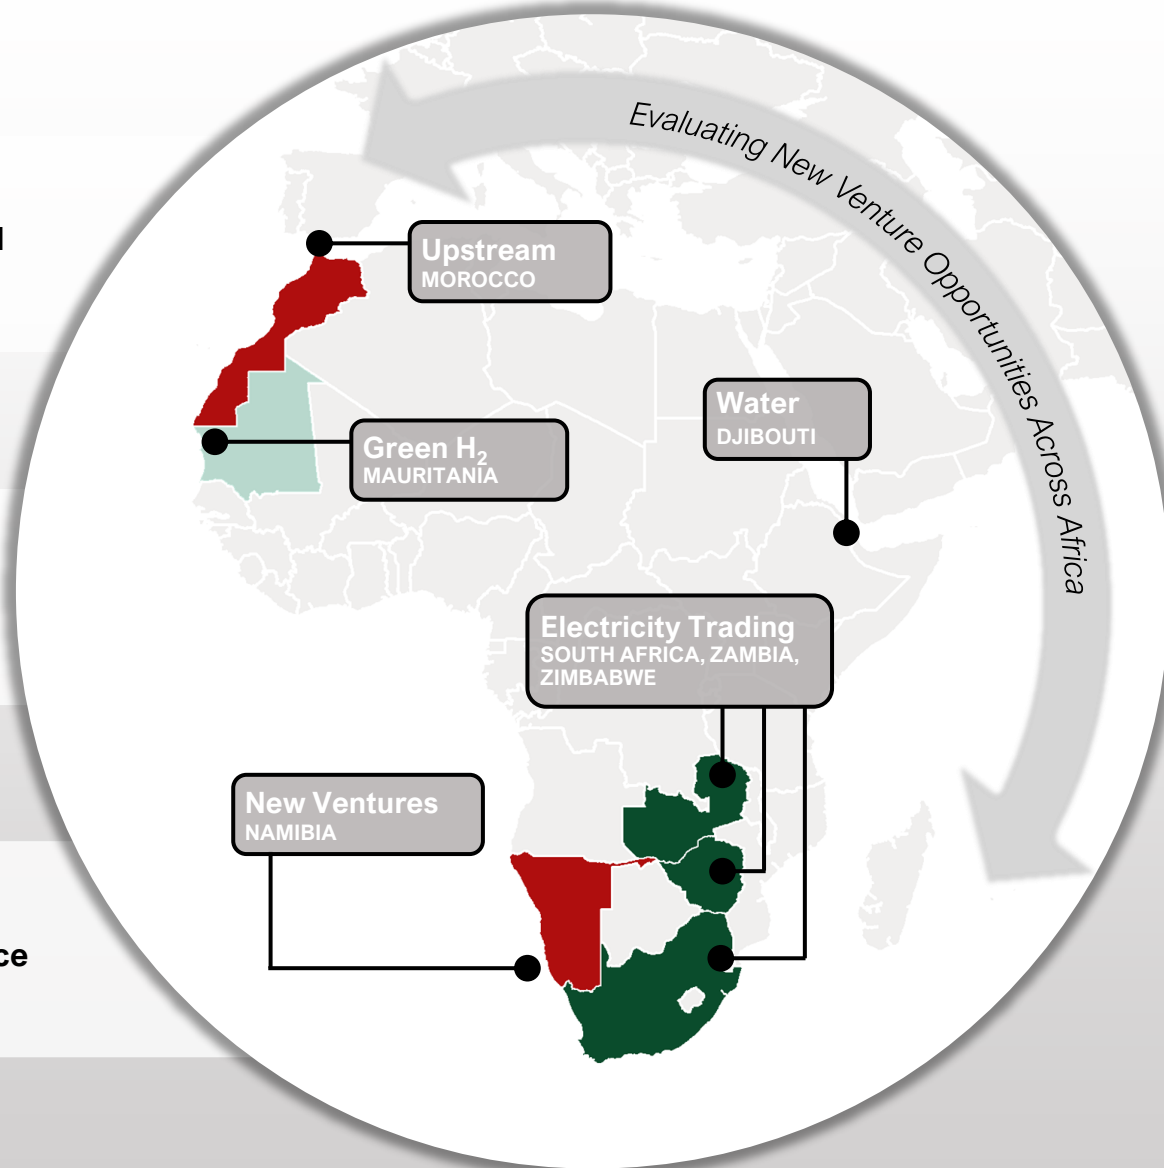 Evaluating New Venture Opportunities Across Africa
Upstream
MOROCCO
Water
DJIBOUTI
Green H₂
MAURITANIA
Electricity Trading
SOUTH AFRICA, ZAMBIA,
ZIMBABWE
New Ventures
NAMIBIA
ce